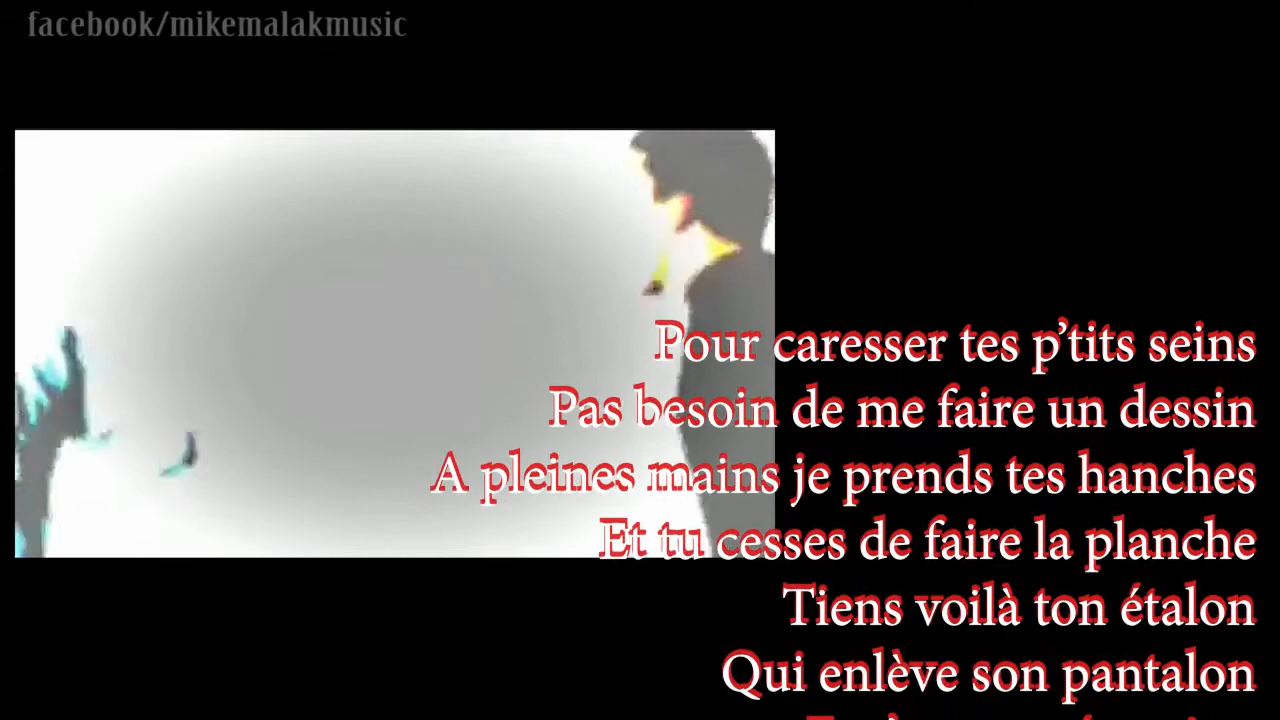 facebook/mikemalakmusic
Pour caresser tes p'tits seins
Pas besoin de me faire un dessin
A pleines mains je prends tes hanches
Et tu cesses de faire la planche
Tiens voilà ton étalon
Qui enlève son pantalon